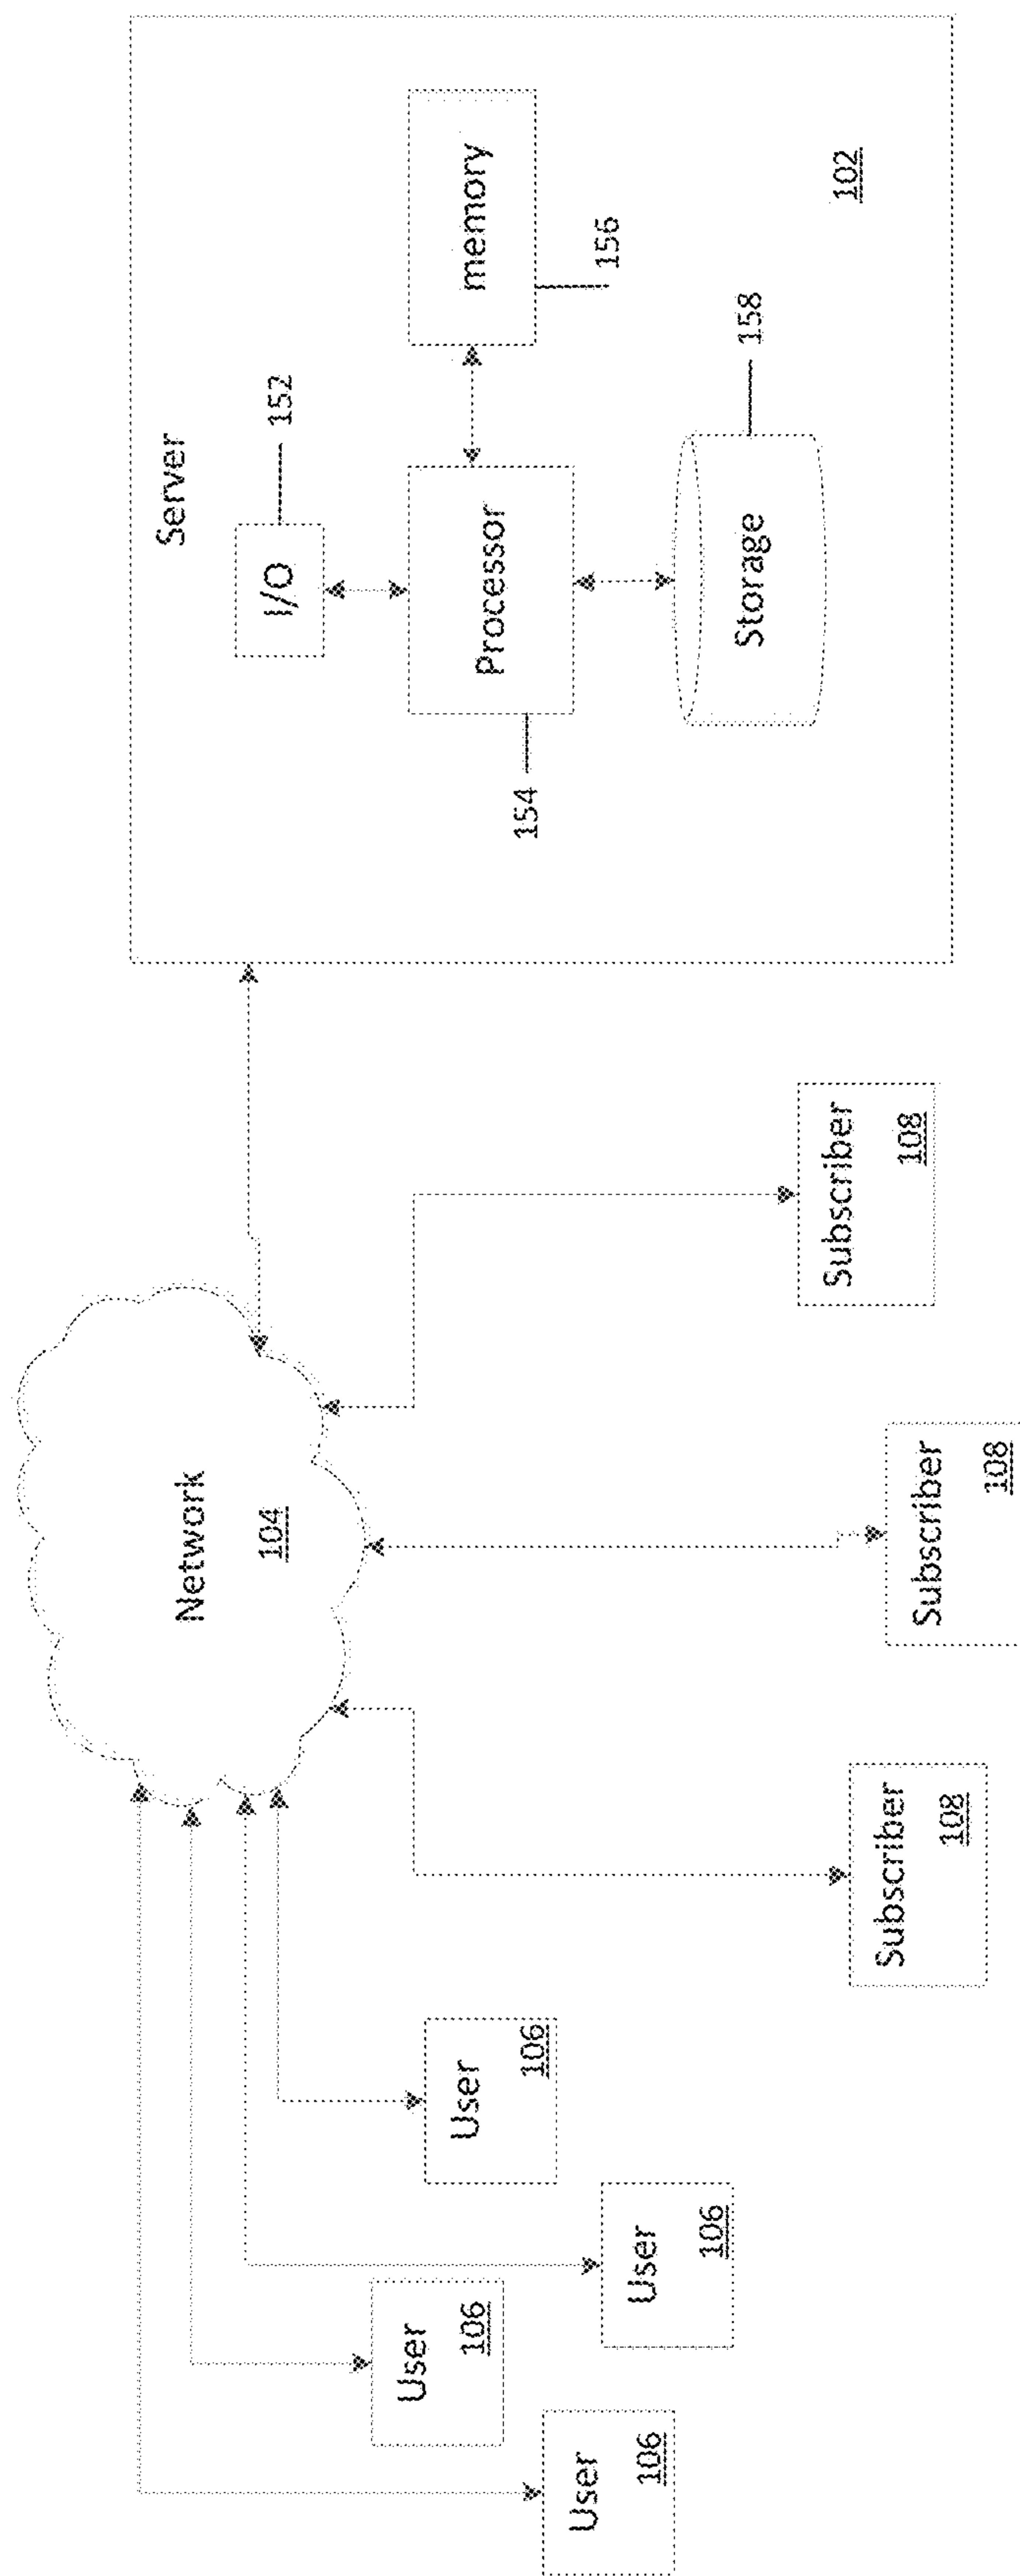 Network
104
Server
I/O
152
Processor
154
memory
156
Storage
158
102
User
106
User
106
User
106
User
106
Subscriber
108
Subscriber
108
Subscriber
108